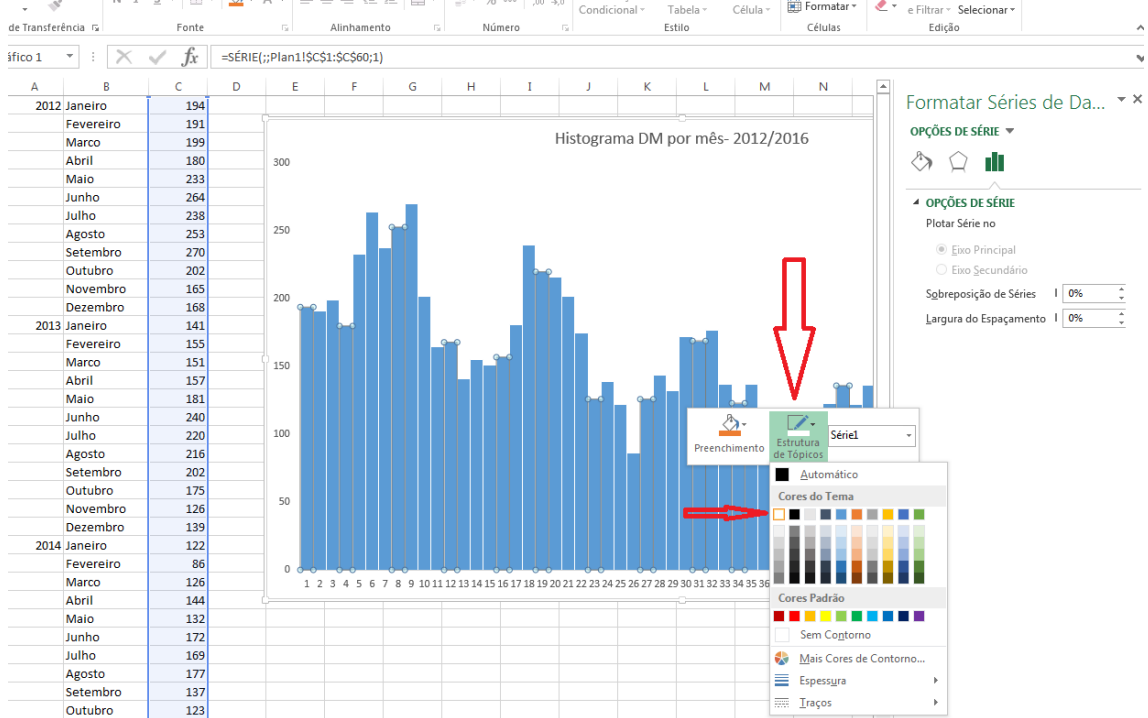 Condicional Tabela Célula
Formatar
e Filtrar Selecionar
de Transferência Fonte Alinhamento Número Estilo Células Edição
áfico 1 fx =SÉRIE(;;Plan1!$C$1:$C$60;1)
A B C D E F G H I J K L M N
2012 Janeiro 194
Fevereiro 191
Marco 199
Abril 180
Maio 233
Junho 264
Julho 238
Agosto 253
Setembro 270
Outubro 202
Novembro 165
Dezembro 168
2013 Janeiro 141
Fevereiro 155
Marco 151
Abril 157
Maio 181
Junho 240
Julho 220
Agosto 216
Setembro 202
Outubro 175
Novembro 126
Dezembro 139
2014 Janeiro 122
Fevereiro 86
Marco 126
Abril 144
Maio 132
Junho 172
Julho 169
Agosto 177
Setembro 137
Outubro 123
Histograma DM por mês- 2012/2016
300
250
200
150
100
50
0
1 2 3 4 5 6 7 8 9 10 11 12 13 14 15 16 17 18 19 20 21 22 23 24 25 26 27 28 29 30 31 32 33 34 35 36
Preenchimento
Estrutura
de Tópicos
Série1
Automático
Cores do Tema
Cores Padrão
Sem Contorno
Mais Cores de Contorno...
Espessura
Traços
Formatar Séries de Da...
OPÇÕES DE SÉRIE
OPÇÕES DE SÉRIE
Plotar Série no
Eixo Principal
Eixo Secundário
Sobreposição de Séries 0%
Largura do Espaçamento 0%